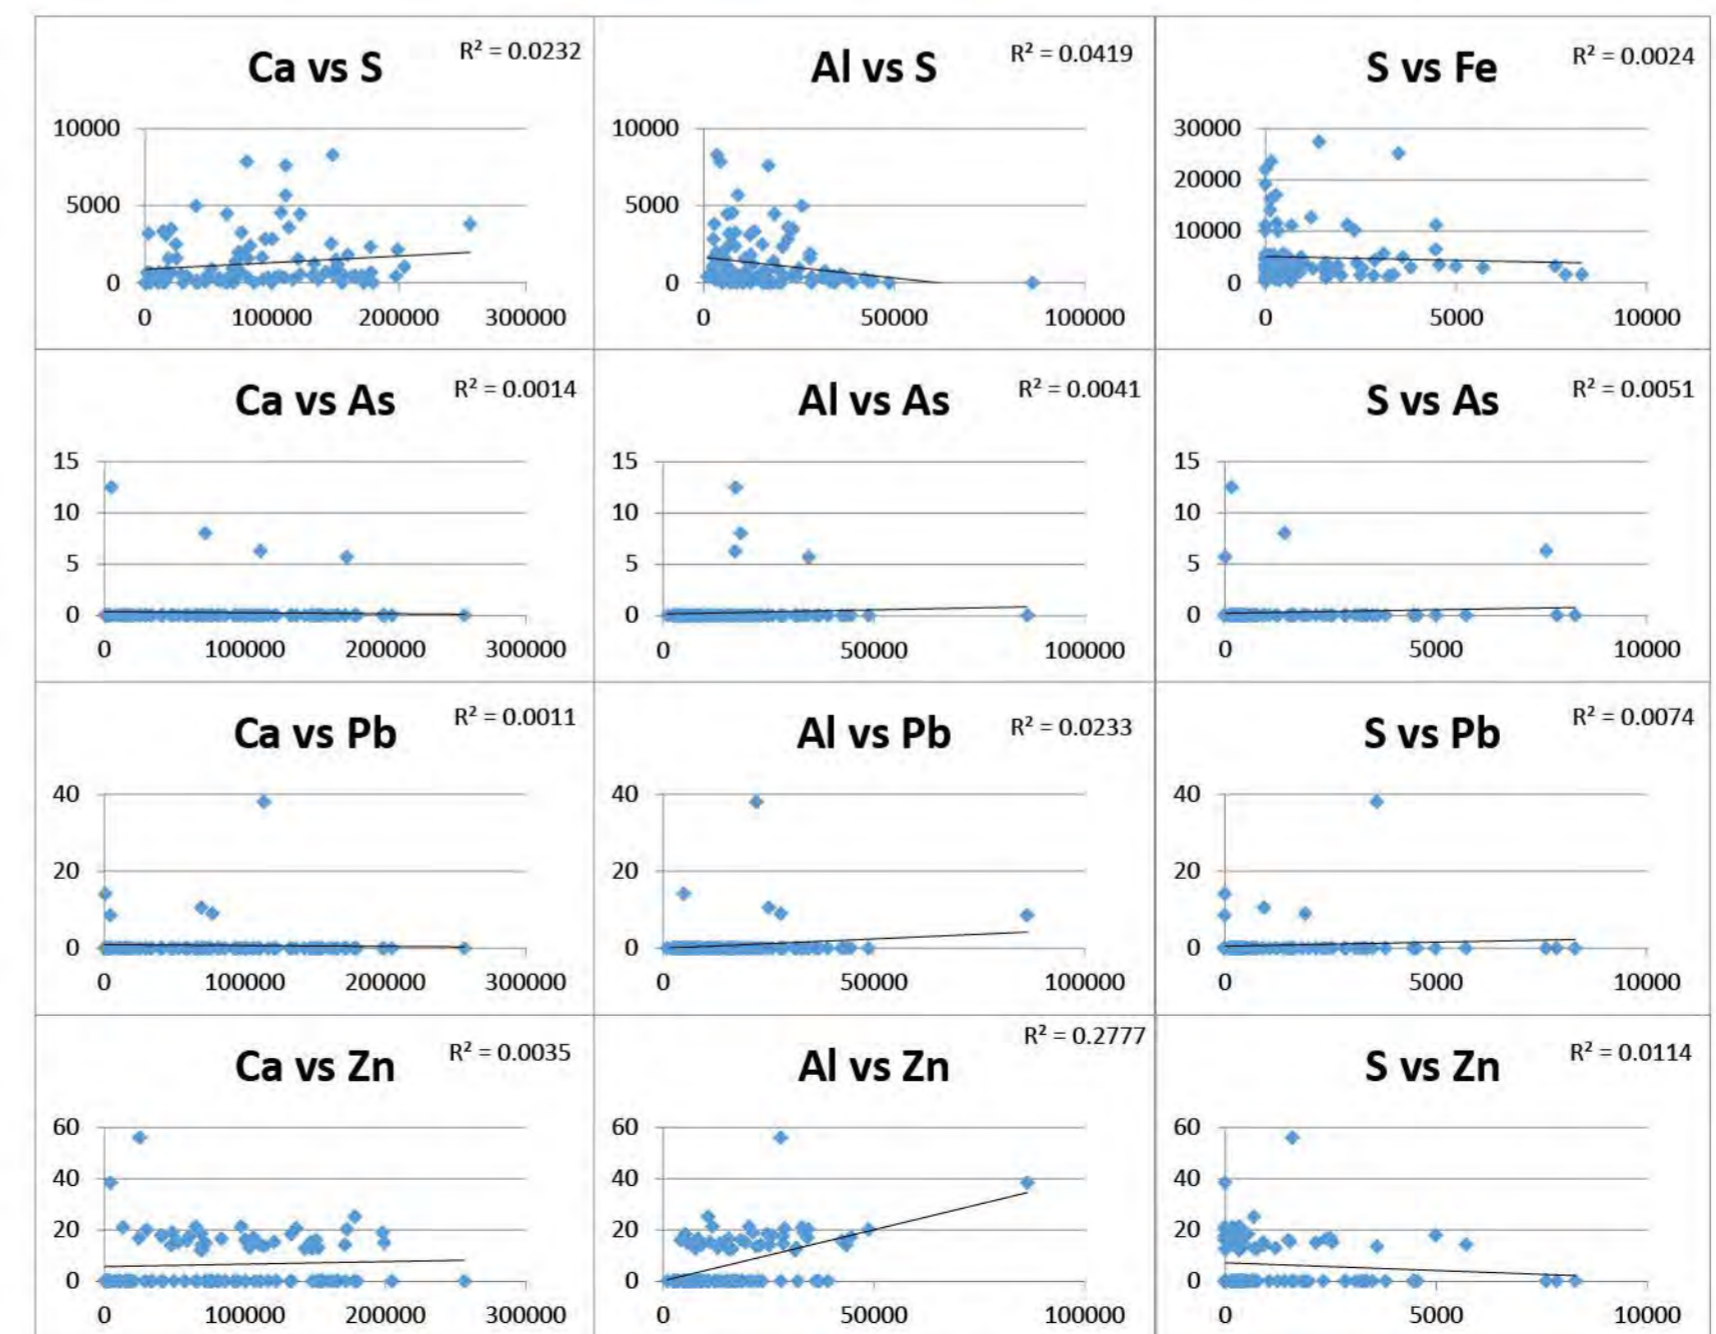 Ca vs S
R² = 0.0232
10000
5000
0
0 100000 200000 300000
Al vs S
R² = 0.0419
10000
5000
0
0 50000 100000
S vs Fe
R² = 0.0024
30000
20000
10000
0
0 5000 10000
Ca vs As
R² = 0.0014
15
10
5
0
0 100000 200000 300000
Al vs As
R² = 0.0041
15
10
5
0
0 50000 100000
S vs As
R² = 0.0051
15
10
5
0
0 5000 10000
Ca vs Pb
R² = 0.0011
40
20
0
0 100000 200000 300000
Al vs Pb
R² = 0.0233
40
20
0
0 50000 100000
S vs Pb
R² = 0.0074
40
20
0
0 5000 10000
Ca vs Zn
R² = 0.0035
60
40
20
0
0 100000 200000 300000
Al vs Zn
R² = 0.2777
60
40
20
0
0 50000 100000
S vs Zn
R² = 0.0114
60
40
20
0
0 5000 10000